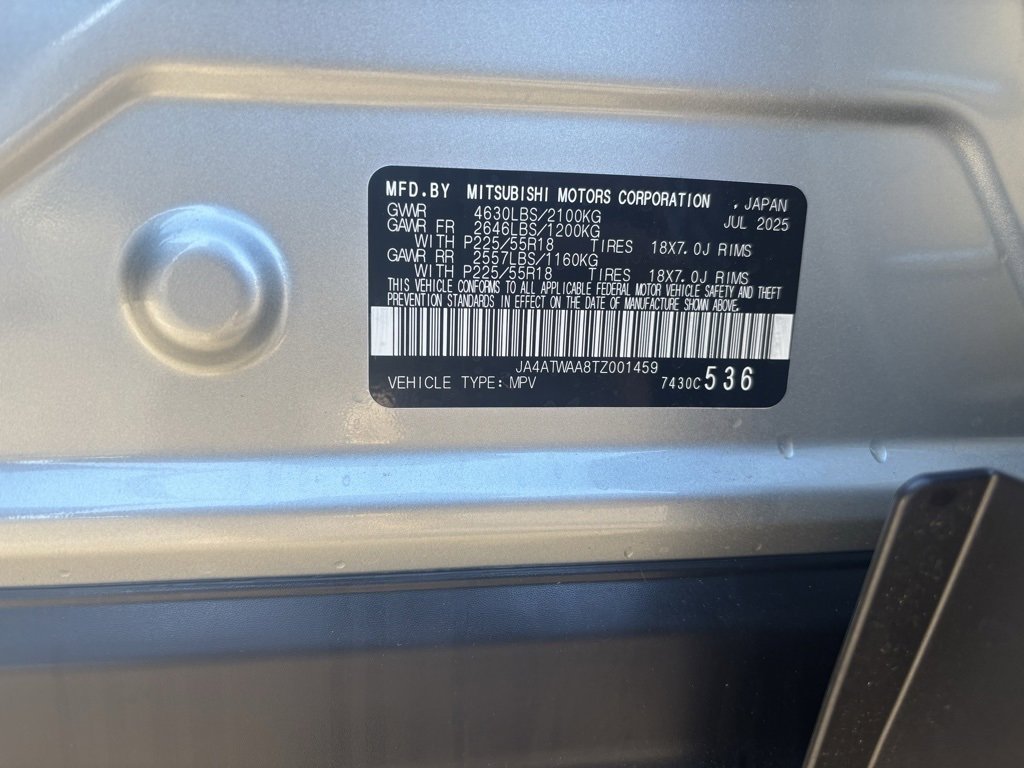 MFD.BY MITSUBISHI MOTORS CORPORATION , JAPAN
GVWR 4630LBS/2100KG JUL 2025
GAWR FR 2646LBS/1200KG
WITH P225/55R18 TIRES 18X7.0J RIMS
GAWR RR 2557LBS/1160KG
WITH P225/55R18 TIRES 18X7.0J RIMS
THIS VEHICLE CONFORMS TO ALL APPLICABLE FEDERAL MOTOR VEHICLE SAFETY AND THEFT
PREVENTION STANDARDS IN EFFECT ON THE DATE OF MANUFACTURE SHOWN ABOVE.
JA4ATWAA8TZ001459
VEHICLE TYPE: MPV 7430C536